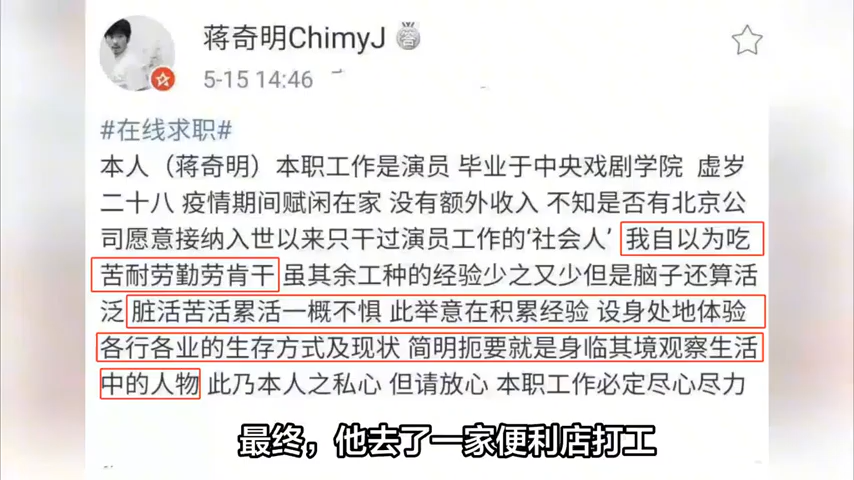 蒋奇明ChimyJ
5-15 14:46
#在线求职#
本人（蒋奇明）本职工作是演员 毕业于中央戏剧学院 虚岁
二十八 疫情期间赋闲在家 没有额外收入 不知是否有北京公
司愿意接纳入世以来只干过演员工作的‘社会人’ 我自以为吃
苦耐劳勤劳肯干 虽其余工种的经验少之又少但是脑子还算活
泛 脏活苦活累活一概不惧 此举意在积累经验 设身处地体验
各行各业的生存方式及现状 简明扼要就是身临其境观察生活
中的人物 此乃本人之私心 但请放心 本职工作必定尽心尽力
最终，他去了一家便利店打工